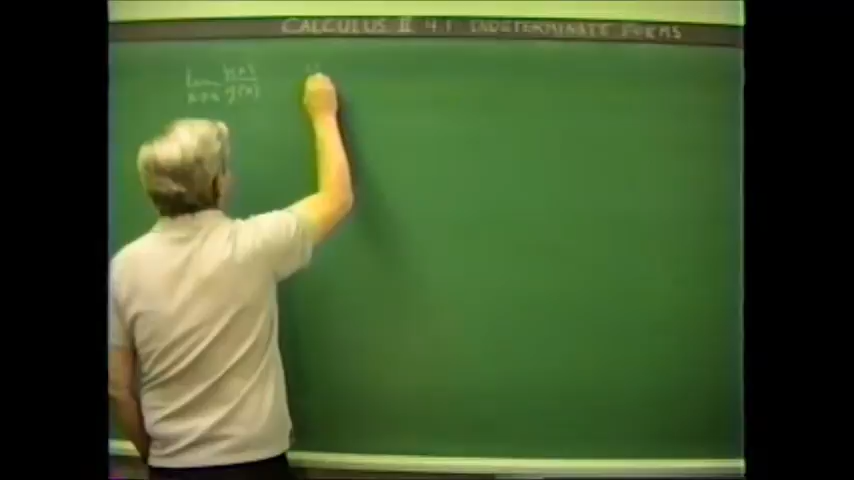 CALCULUS II 4.1 INDETERMINATE FORMS
lim f(x)
x→a g(x)